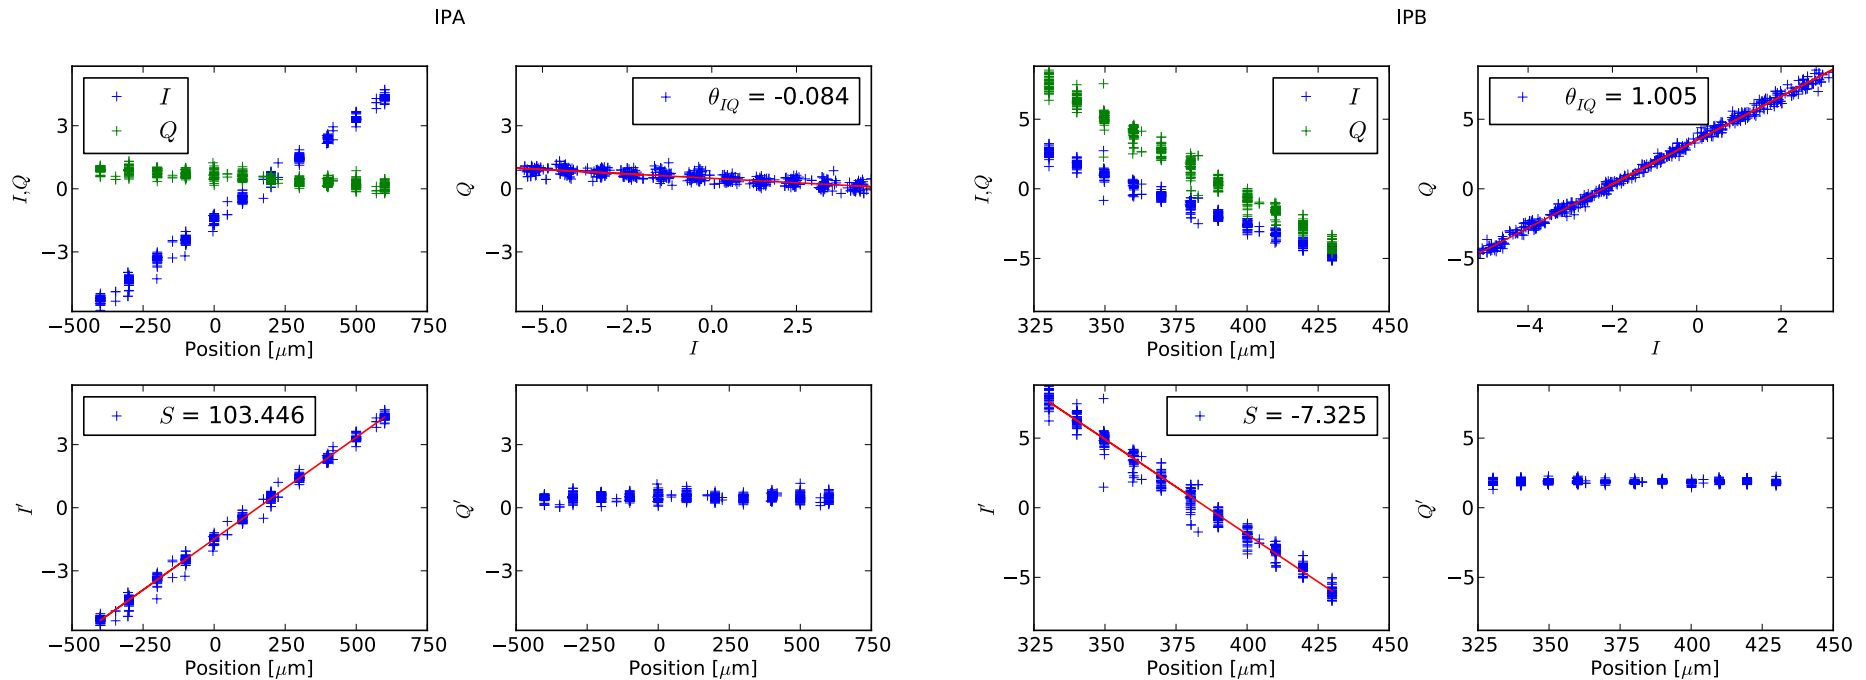 IPA
IPB
I
Q
θIQ = -0.084
I
Q
θIQ = 1.005
I,Q
3
0
−3
−500 −250 0 250 500 750
Position [μm]
Q
3
0
−3
−5.0 −2.5 0.0 2.5
I
I,Q
5
0
−5
325 350 375 400 425 450
Position [μm]
Q
5
0
−5
−4 −2 0 2
I
S = 103.446
S = -7.325
I′
3
0
−3
−500 −250 0 250 500 750
Position [μm]
Q′
3
0
−3
−500 −250 0 250 500 750
Position [μm]
I′
5
0
−5
325 350 375 400 425 450
Position [μm]
Q′
5
0
−5
325 350 375 400 425 450
Position [μm]